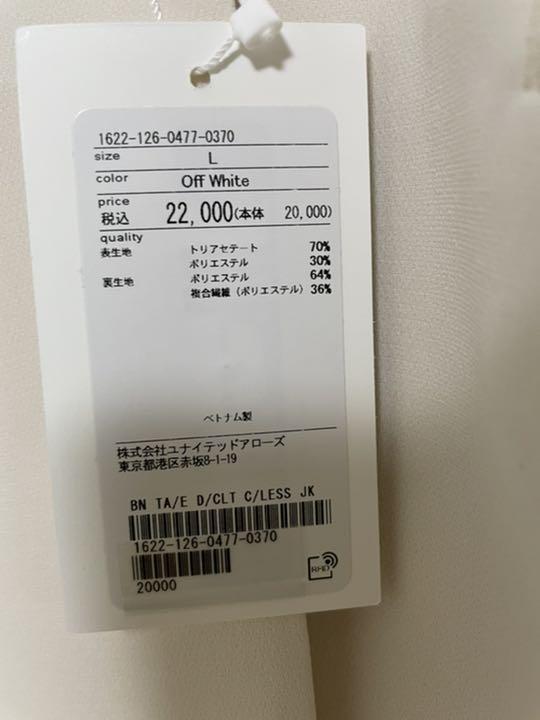 1622-126-0477-0370
size L
color Off White
price
税込 22,000(本体 20,000)
quality
表生地 トリアセテート 70%
ポリエステル 30%
裏生地 ポリエステル 64%
複合繊維(ポリエステル) 36%
ベトナム製
株式会社ユナイテッドアローズ
東京都港区赤坂8-1-19
BN TA/E D/CLT C/LESS JK
1622-126-0477-0370
20000
RFID